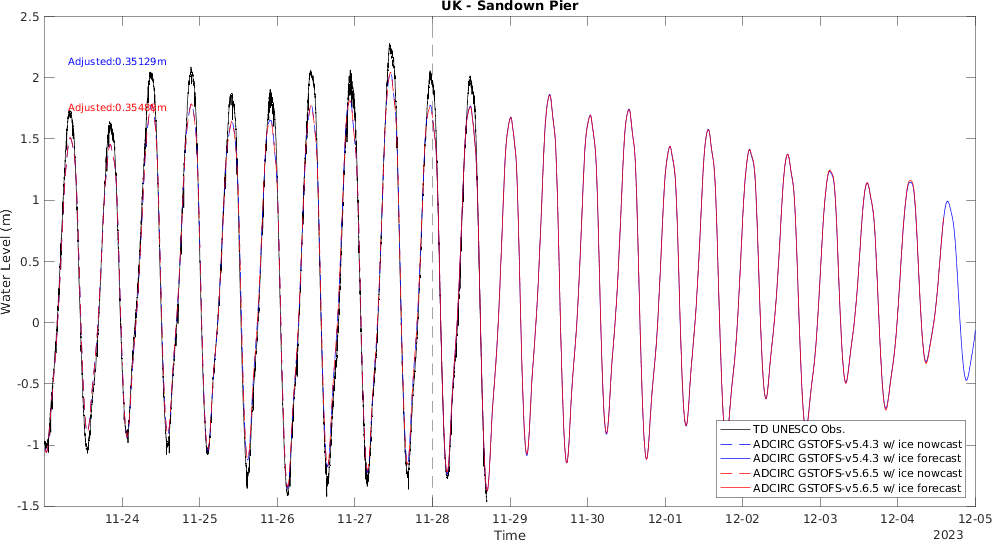 UK - Sandown Pier
Adjusted:0.35129m
Water Level (m)
2.5
2
1.5
1
0.5
0
-0.5
-1
-1.5
TD UNESCO Obs.
ADCIRC GSTOFS-v5.4.3 w/ ice nowcast
ADCIRC GSTOFS-v5.4.3 w/ ice forecast
ADCIRC GSTOFS-v5.6.5 w/ ice nowcast
ADCIRC GSTOFS-v5.6.5 w/ ice forecast
11-24 11-25 11-26 11-27 11-28 11-29 11-30 12-01 12-02 12-03 12-04 12-05
Time
2023